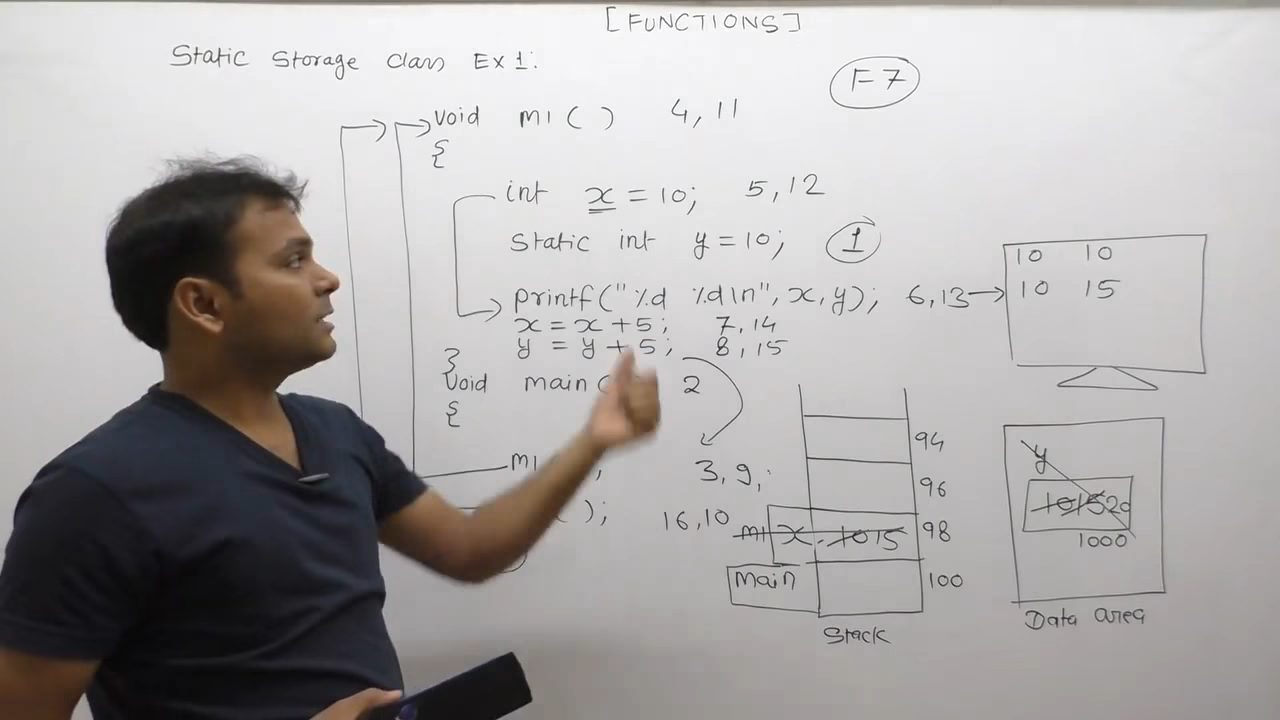 [FUNCTIONS]
Static Storage Class Ex 1:
F7
void m1 ( ) 4, 11
{
int x = 10; 5, 12
Static int y = 10; 1
printf("%d %d\n", x, y); 6, 13
x = x + 5; 7, 14
y = y + 5; 8, 15
}
void main ( 2
{
m1 ; 3, 9,
( ); 16, 10
10 10
10 15
94
96
m1 x 10 15 98
main 100
Stack
y
10 15 20
1000
Data area